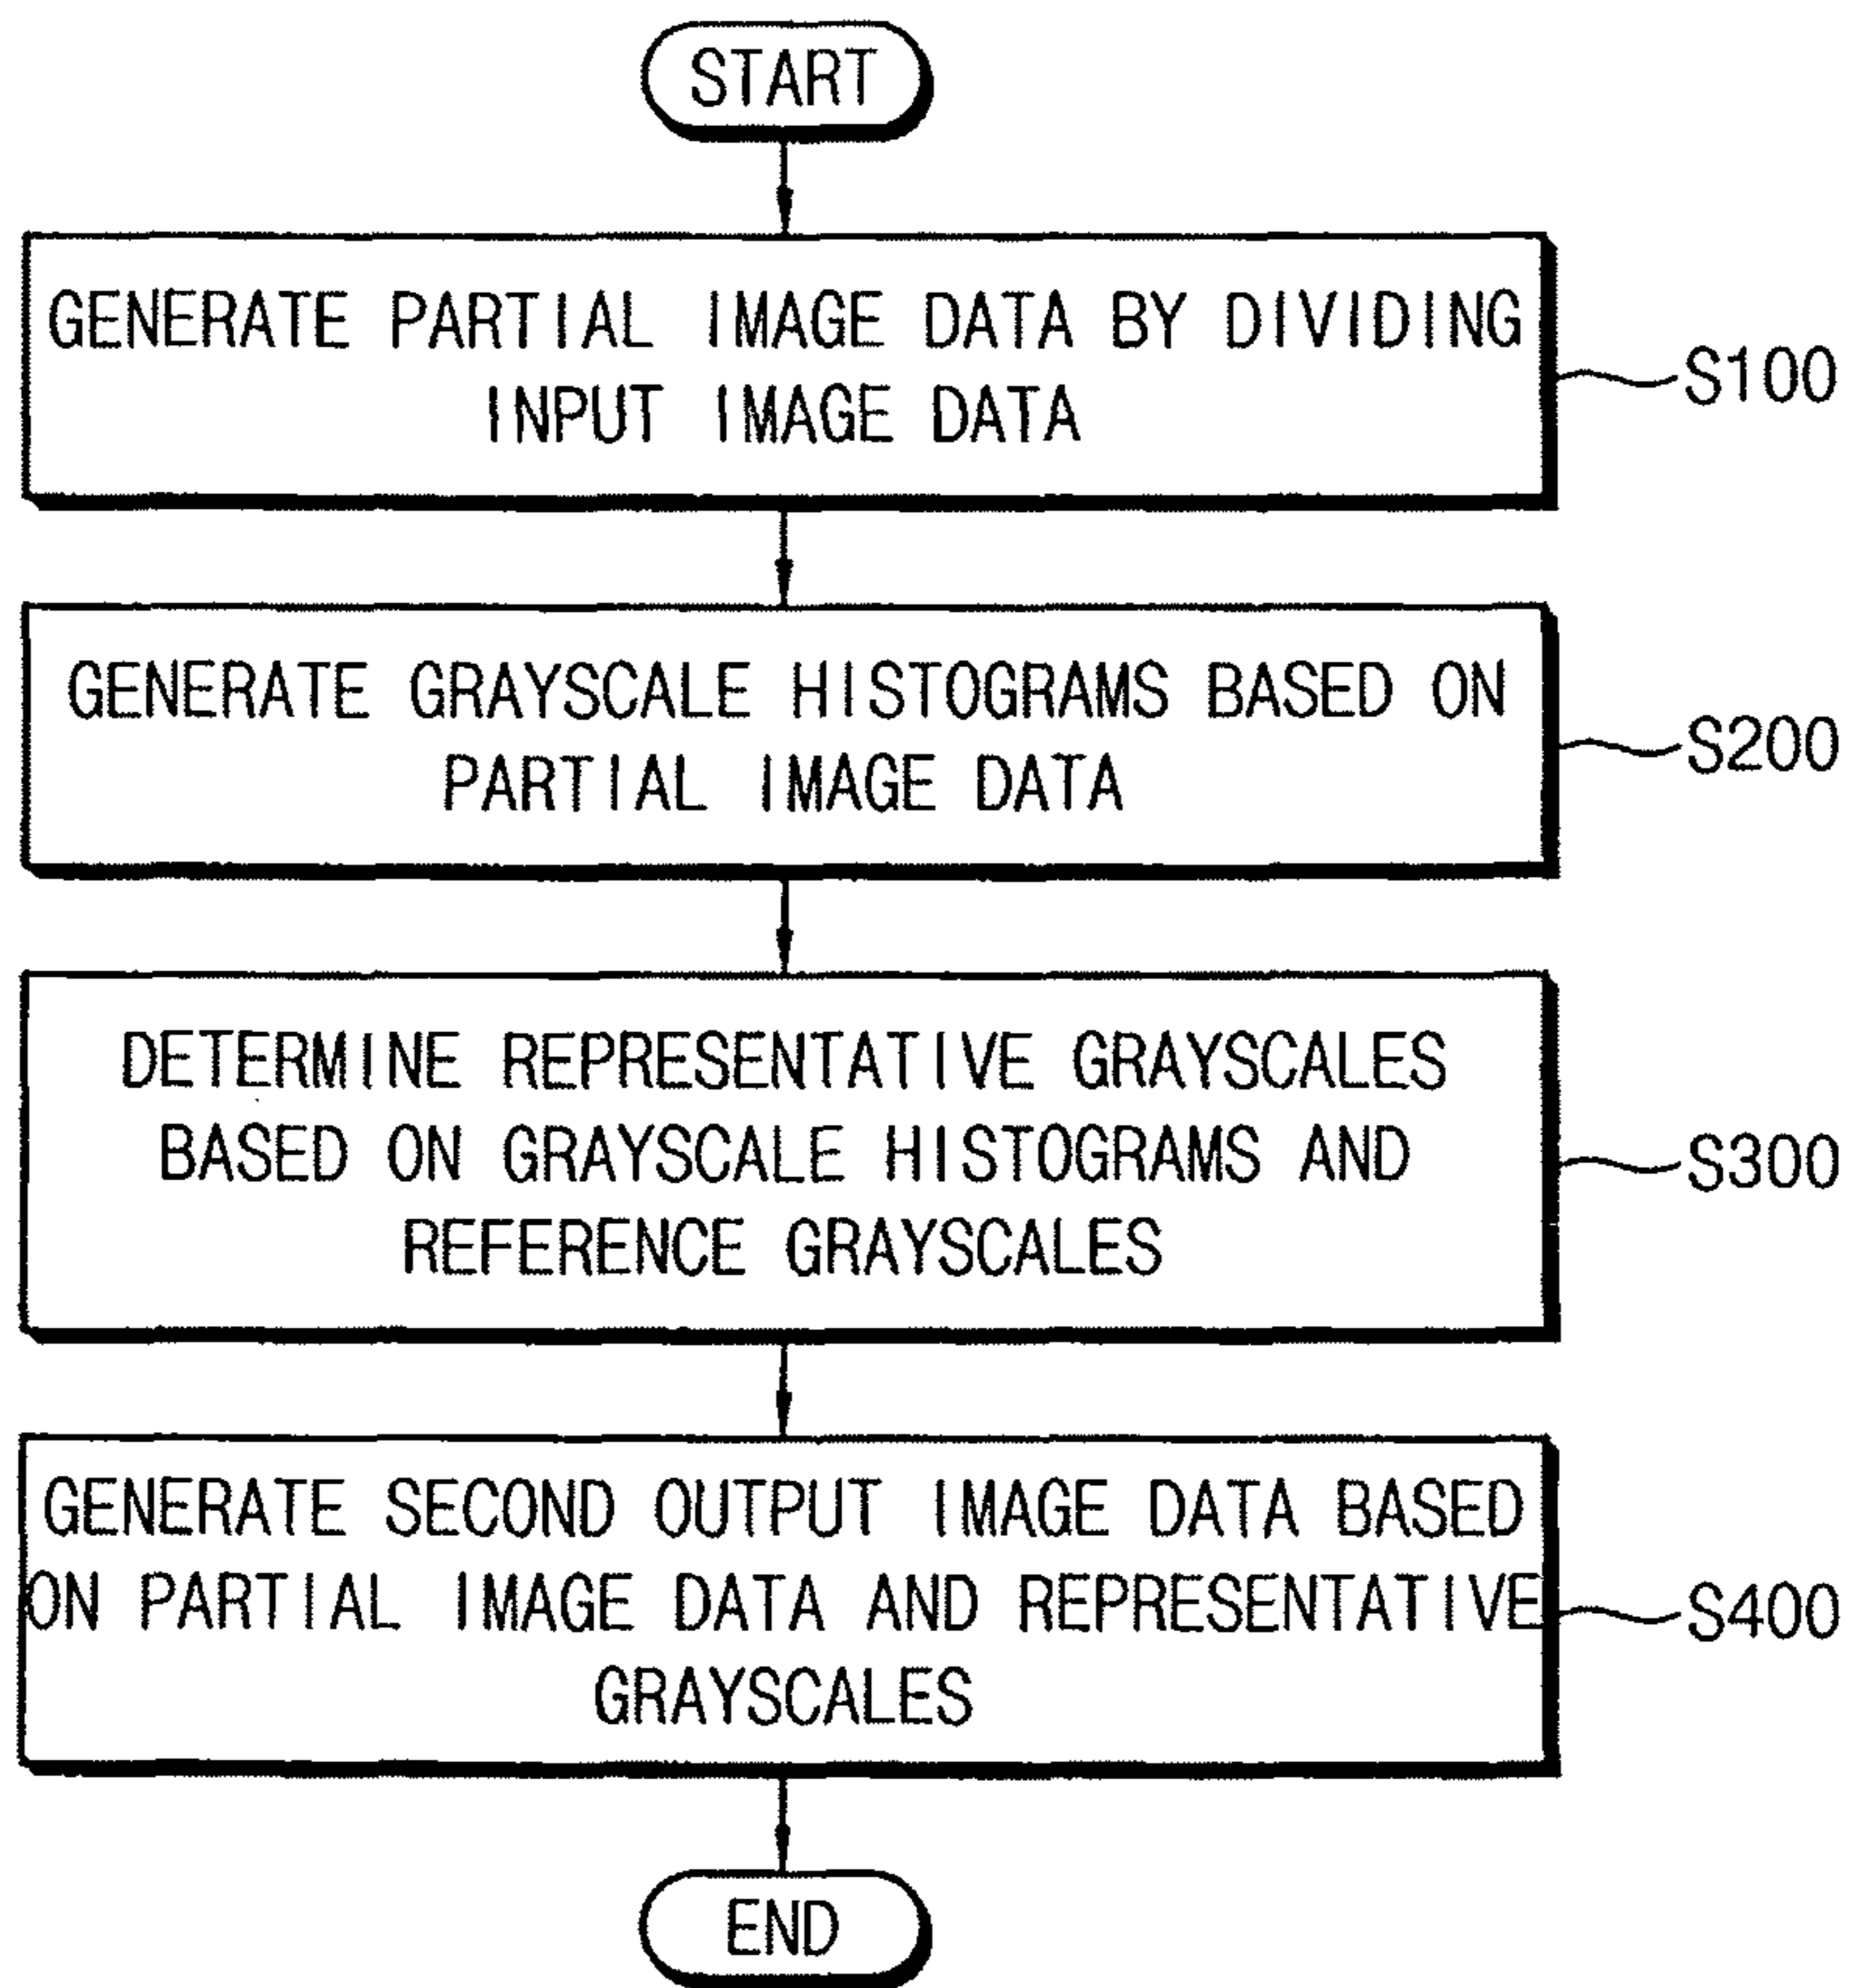 START
GENERATE PARTIAL IMAGE DATA BY DIVIDING
INPUT IMAGE DATA
S100
GENERATE GRAYSCALE HISTOGRAMS BASED ON
PARTIAL IMAGE DATA
S200
DETERMINE REPRESENTATIVE GRAYSCALES
BASED ON GRAYSCALE HISTOGRAMS AND
REFERENCE GRAYSCALES
S300
GENERATE SECOND OUTPUT IMAGE DATA BASED
ON PARTIAL IMAGE DATA AND REPRESENTATIVE
GRAYSCALES
S400
END